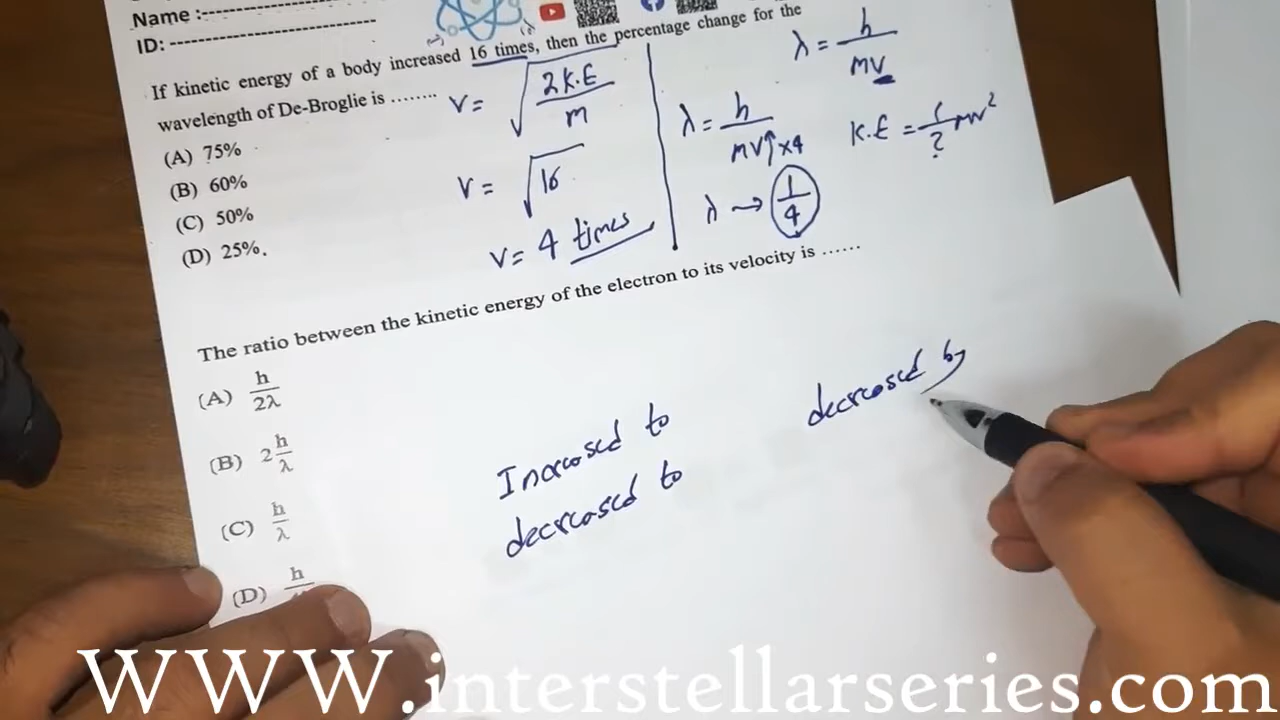 Name :-----------------
ID: -----------------------
If kinetic energy of a body increased 16 times, then the percentage change for the
wavelength of De-Broglie is ........
(A) 75%
(B) 60%
(C) 50%
(D) 25%.
V = √(2K.E / m)
V = √16
V = 4 times
λ = h / mV
λ = h / mV↑ ×4
λ → 1/4
K.E = 1/2 mv²
The ratio between the kinetic energy of the electron to its velocity is ......
(A) h/2λ
(B) 2 h/λ
(C) h/λ
(D) h
Increased to
decreased to
decreased by
WWW.interstellarseries.com